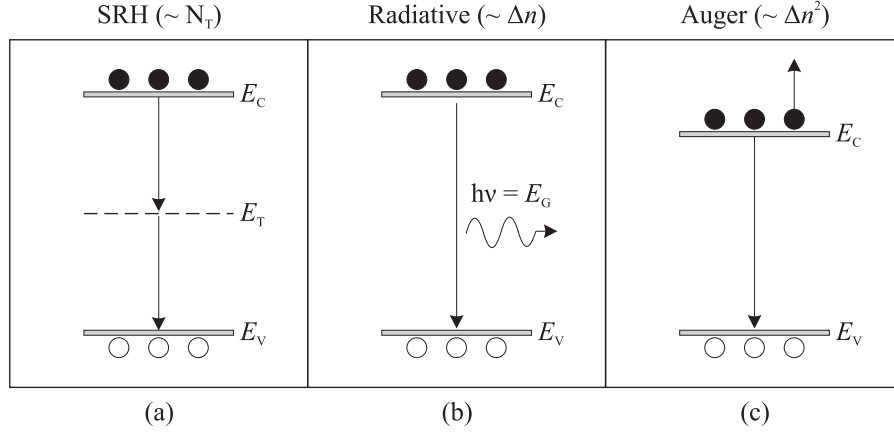 SRH (~ N_T)
Radiative (~ Δn)
Auger (~ Δn²)
E_C
E_T
E_V
E_C
hν = E_G
E_V
E_C
E_V
(a)
(b)
(c)